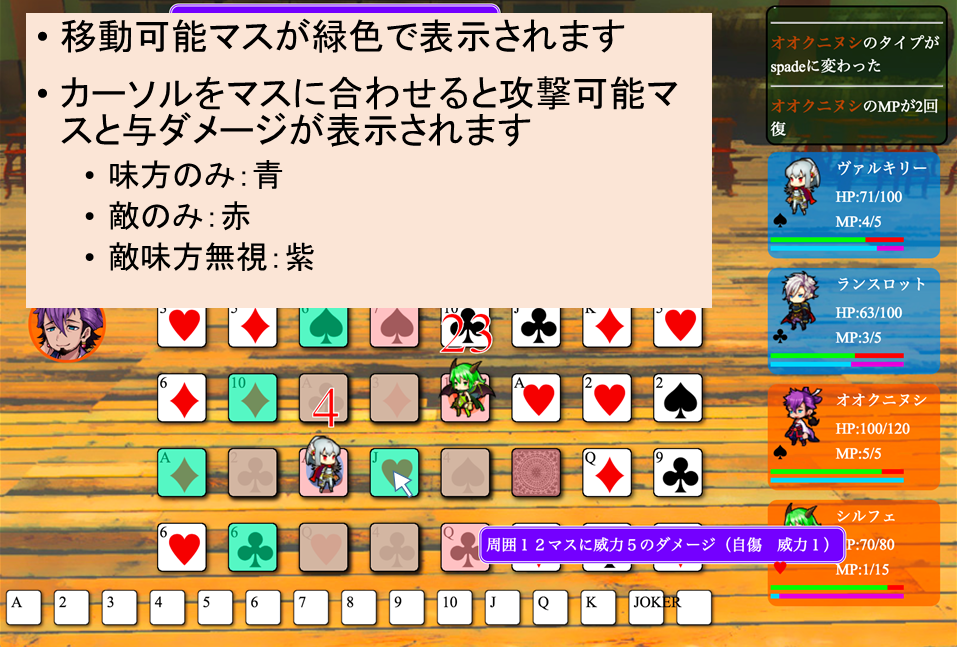 • 移動可能マスが緑色で表示されます
• カーソルをマスに合わせると攻撃可能マ
スと与ダメージが表示されます
• 味方のみ：青
• 敵のみ：赤
• 敵味方無視：紫
オオクニヌシのタイプが
spadeに変わった
オオクニヌシのMPが2回
復
ヴァルキリー
HP:71/100
MP:4/5
ランスロット
HP:63/100
MP:3/5
オオクニヌシ
HP:100/120
MP:5/5
シルフェ
HP:70/80
MP:1/15
23
6 10 A A 2 2
4
A J Q 9
6 6 Q Q
周囲１２マスに威力５のダメージ（自傷　威力１）
A 2 3 4 5 6 7 8 9 10 J Q K JOKER